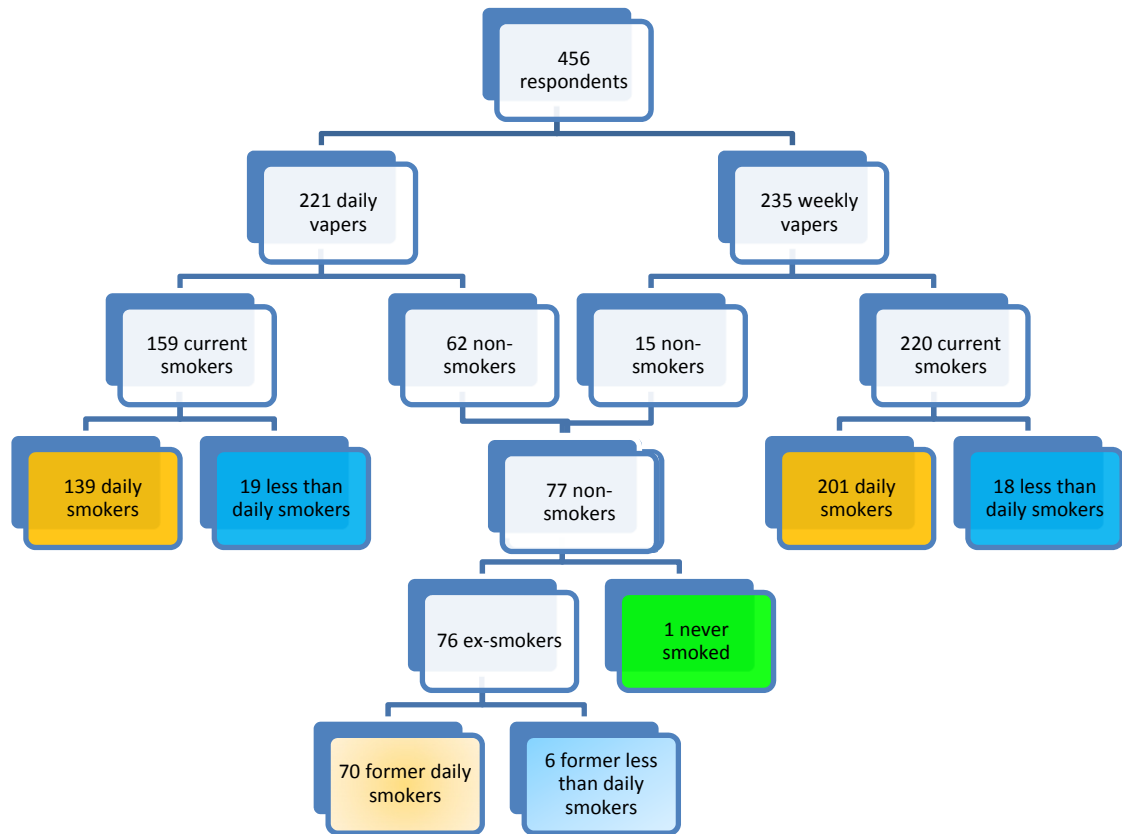 456
respondents
221 daily
vapers
235 weekly
vapers
159 current
smokers
62 non-
smokers
15 non-
smokers
220 current
smokers
139 daily
smokers
19 less than
daily smokers
77 non-
smokers
201 daily
smokers
18 less than
daily smokers
76 ex-smokers
1 never
smoked
70 former daily
smokers
6 former less
than daily
smokers